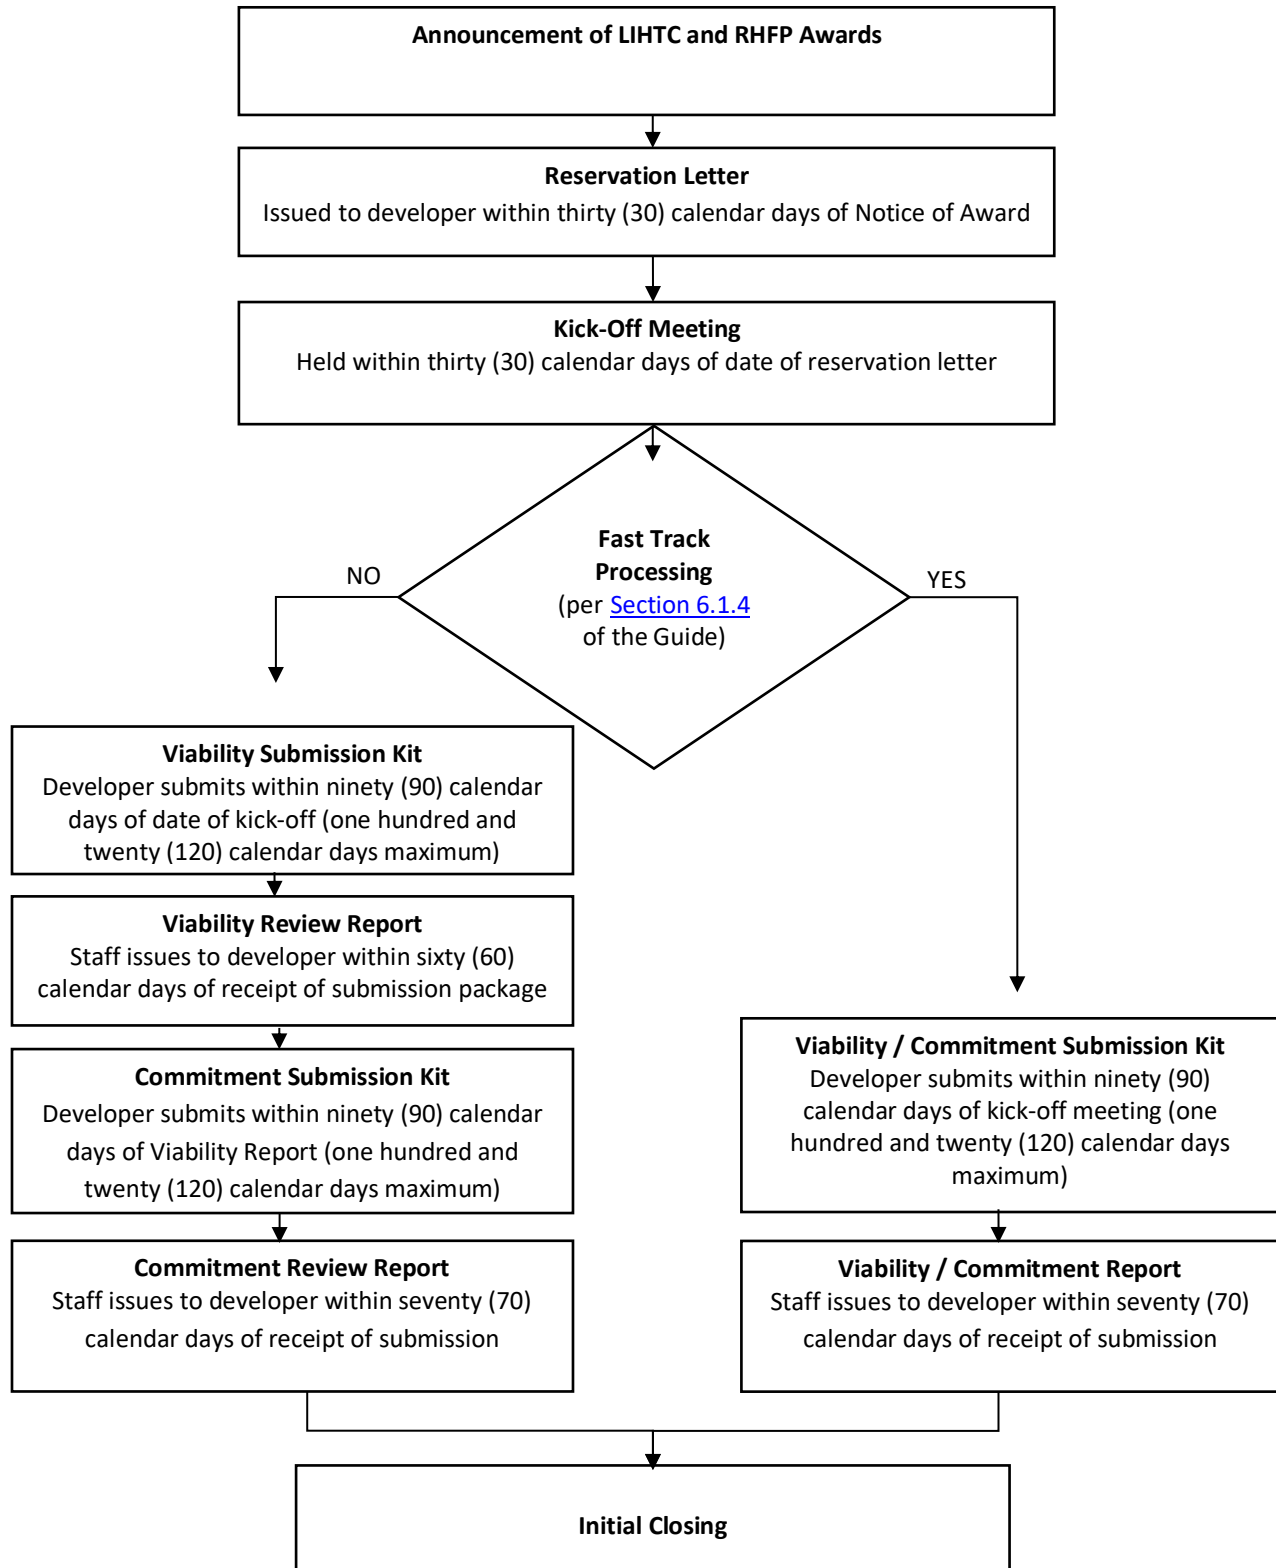 Announcement of LIHTC and RHFP Awards
Reservation Letter
Issued to developer within thirty (30) calendar days of Notice of Award
Kick-Off Meeting
Held within thirty (30) calendar days of date of reservation letter
Fast Track
Processing
(per Section 6.1.4
of the Guide)
NO
YES
Viability Submission Kit
Developer submits within ninety (90) calendar
days of date of kick-off (one hundred and
twenty (120) calendar days maximum)
Viability Review Report
Staff issues to developer within sixty (60)
calendar days of receipt of submission package
Commitment Submission Kit
Developer submits within ninety (90) calendar
days of Viability Report (one hundred and
twenty (120) calendar days maximum)
Commitment Review Report
Staff issues to developer within seventy (70)
calendar days of receipt of submission
Viability / Commitment Submission Kit
Developer submits within ninety (90)
calendar days of kick-off meeting (one
hundred and twenty (120) calendar days
maximum)
Viability / Commitment Report
Staff issues to developer within seventy (70)
calendar days of receipt of submission
Initial Closing